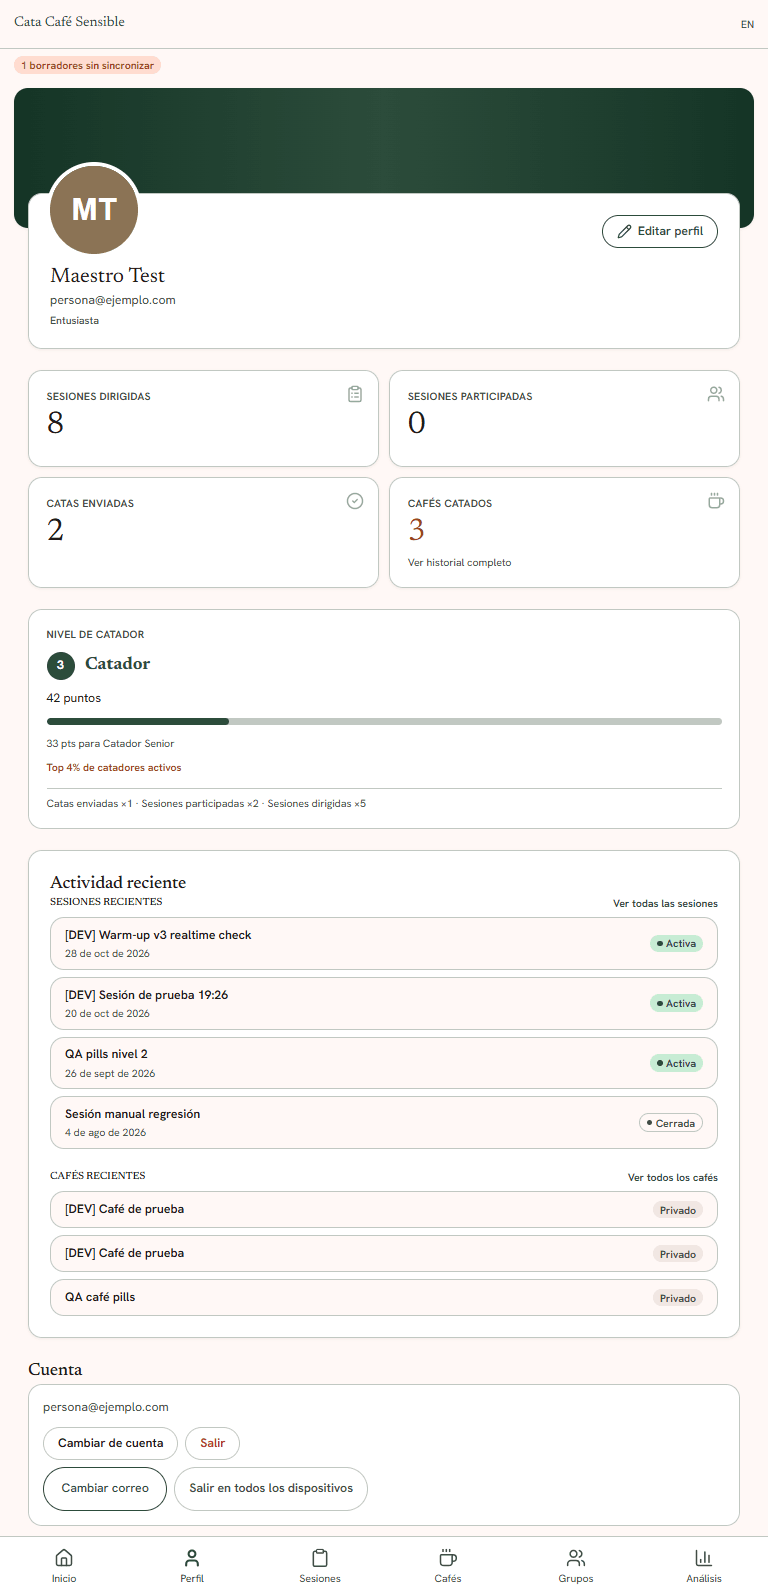 Cata Café Sensible
EN
1 borradores sin sincronizar
MT
Editar perfil
Maestro Test
persona@ejemplo.com
Entusiasta
SESIONES DIRIGIDAS
8
SESIONES PARTICIPADAS
0
CATAS ENVIADAS
2
CAFÉS CATADOS
3
Ver historial completo
NIVEL DE CATADOR
3
Catador
42 puntos
33 pts para Catador Senior
Top 4% de catadores activos
Catas enviadas ×1 · Sesiones participadas ×2 · Sesiones dirigidas ×5
Actividad reciente
SESIONES RECIENTES
Ver todas las sesiones
[DEV] Warm-up v3 realtime check
28 de oct de 2026
Activa
[DEV] Sesión de prueba 19:26
20 de oct de 2026
Activa
QA pills nivel 2
26 de sept de 2026
Activa
Sesión manual regresión
4 de ago de 2026
Cerrada
CAFÉS RECIENTES
Ver todos los cafés
[DEV] Café de prueba
Privado
[DEV] Café de prueba
Privado
QA café pills
Privado
Cuenta
persona@ejemplo.com
Cambiar de cuenta
Salir
Cambiar correo
Salir en todos los dispositivos
Inicio
Perfil
Sesiones
Cafés
Grupos
Análisis